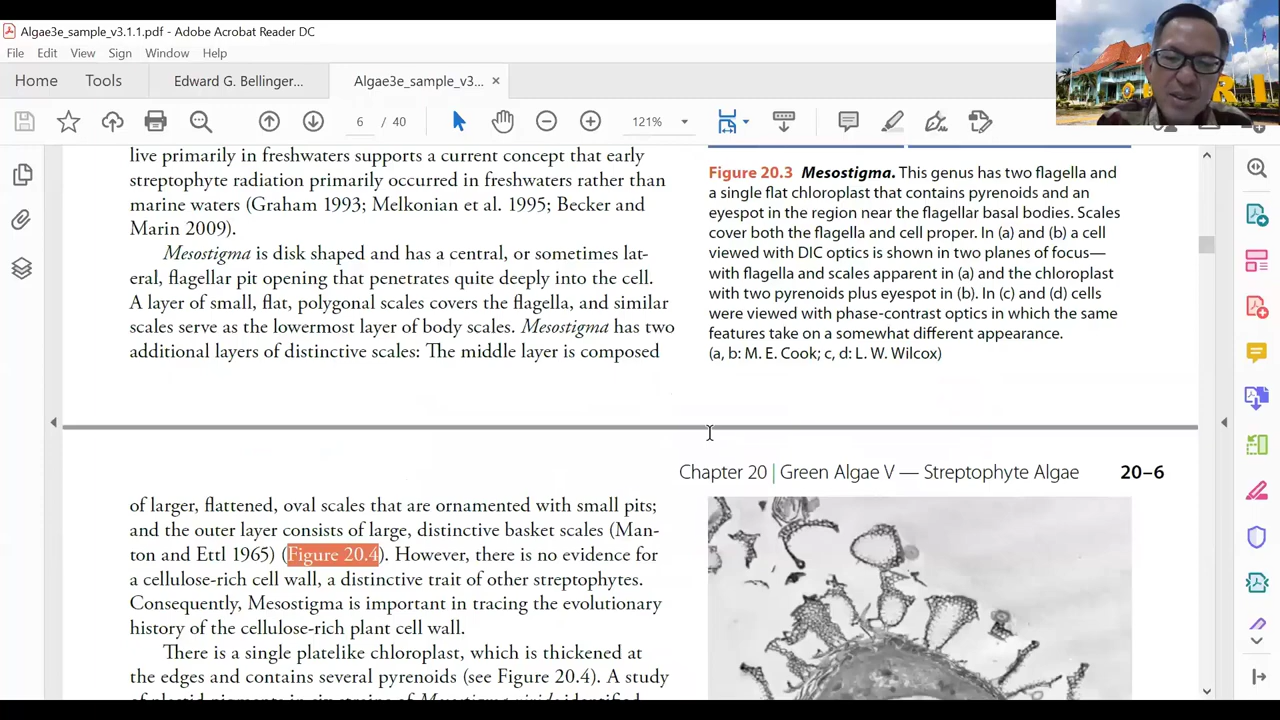 Algae3e_sample_v3.1.1.pdf - Adobe Acrobat Reader DC
File Edit View Sign Window Help
Home Tools Edward G. Bellinger... Algae3e_sample_v3... ×
6 / 40 121%
live primarily in freshwaters supports a current concept that early
streptophyte radiation primarily occurred in freshwaters rather than
marine waters (Graham 1993; Melkonian et al. 1995; Becker and
Marin 2009).
Mesostigma is disk shaped and has a central, or sometimes lat-
eral, flagellar pit opening that penetrates quite deeply into the cell.
A layer of small, flat, polygonal scales covers the flagella, and similar
scales serve as the lowermost layer of body scales. Mesostigma has two
additional layers of distinctive scales: The middle layer is composed
Figure 20.3 Mesostigma. This genus has two flagella and
a single flat chloroplast that contains pyrenoids and an
eyespot in the region near the flagellar basal bodies. Scales
cover both the flagella and cell proper. In (a) and (b) a cell
viewed with DIC optics is shown in two planes of focus—
with flagella and scales apparent in (a) and the chloroplast
with two pyrenoids plus eyespot in (b). In (c) and (d) cells
were viewed with phase-contrast optics in which the same
features take on a somewhat different appearance.
(a, b: M. E. Cook; c, d: L. W. Wilcox)
Chapter 20 | Green Algae V — Streptophyte Algae 20–6
of larger, flattened, oval scales that are ornamented with small pits;
and the outer layer consists of large, distinctive basket scales (Man-
ton and Ettl 1965) (Figure 20.4). However, there is no evidence for
a cellulose-rich cell wall, a distinctive trait of other streptophytes.
Consequently, Mesostigma is important in tracing the evolutionary
history of the cellulose-rich plant cell wall.
There is a single platelike chloroplast, which is thickened at
the edges and contains several pyrenoids (see Figure 20.4). A study